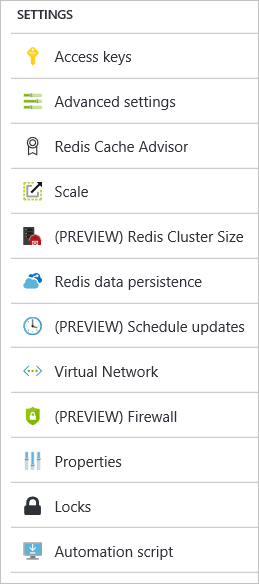 SETTINGS
Access keys
Advanced settings
Redis Cache Advisor
Scale
(PREVIEW) Redis Cluster Size
Redis data persistence
(PREVIEW) Schedule updates
Virtual Network
(PREVIEW) Firewall
Properties
Locks
Automation script